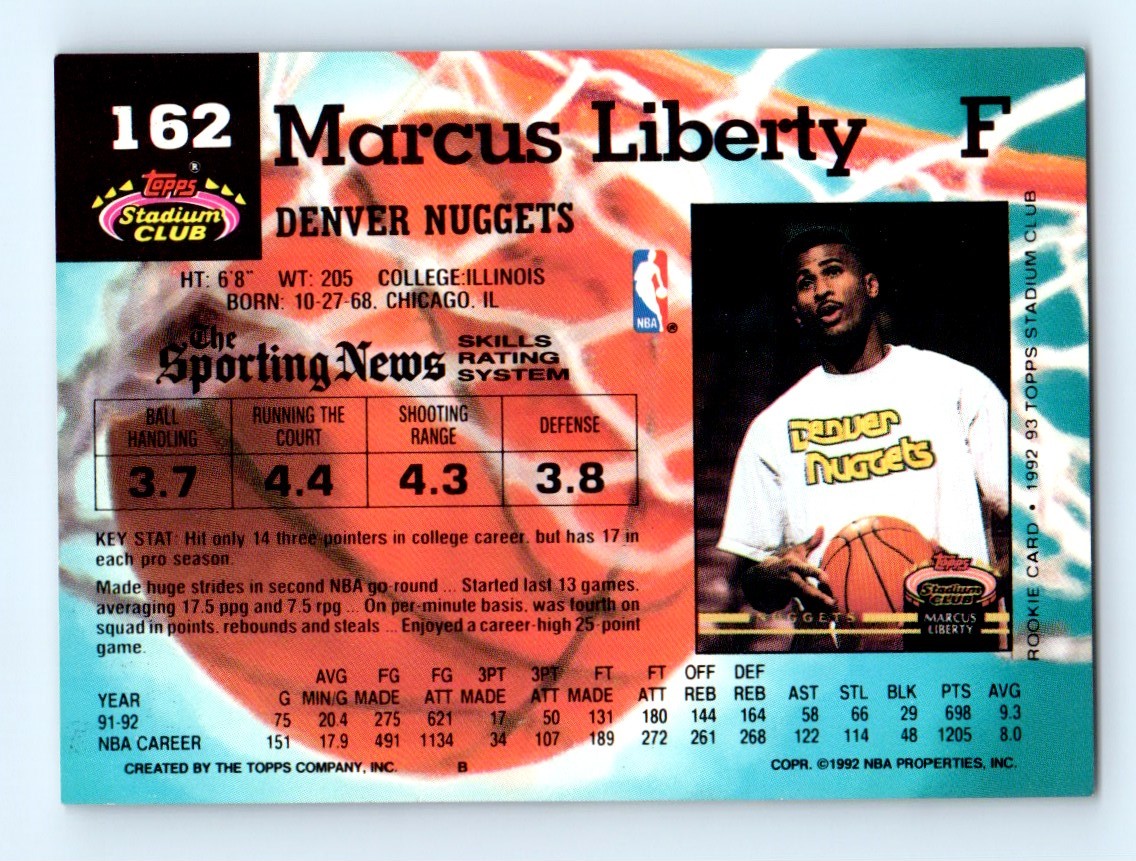 162
Topps ®
Stadium
CLUB
Marcus Liberty F
DENVER NUGGETS
HT: 6'8" WT: 205 COLLEGE:ILLINOIS
BORN: 10-27-68. CHICAGO. IL
NBA ®
The
Sporting News
SKILLS
RATING
SYSTEM
BALL
HANDLING
RUNNING THE
COURT
SHOOTING
RANGE
DEFENSE
3.7 4.4 4.3 3.8
KEY STAT: Hit only 14 three-pointers in college career. but has 17 in
each pro season.
Made huge strides in second NBA go-round ... Started last 13 games.
averaging 17.5 ppg and 7.5 rpg ... On per-minute basis. was fourth on
squad in points. rebounds and steals ... Enjoyed a career-high 25-point
game.
Denver
Nuggets
Topps
Stadium
CLUB
NUGGETS
MARCUS
LIBERTY
ROOKIE CARD • 1992 93 TOPPS STADIUM CLUB
AVG FG FG 3PT 3PT FT FT OFF DEF
YEAR G MIN/G MADE ATT MADE ATT MADE ATT REB REB AST STL BLK PTS AVG
91-92 75 20.4 275 621 17 50 131 180 144 164 58 66 29 698 9.3
NBA CAREER 151 17.9 491 1134 34 107 189 272 261 268 122 114 48 1205 8.0
CREATED BY THE TOPPS COMPANY, INC. B COPR. ©1992 NBA PROPERTIES, INC.